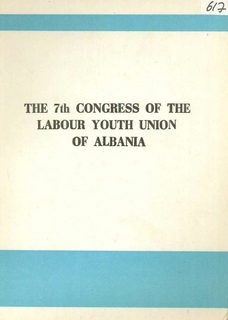 617
THE 7th CONGRESS OF THE
LABOUR YOUTH UNION
OF ALBANIA